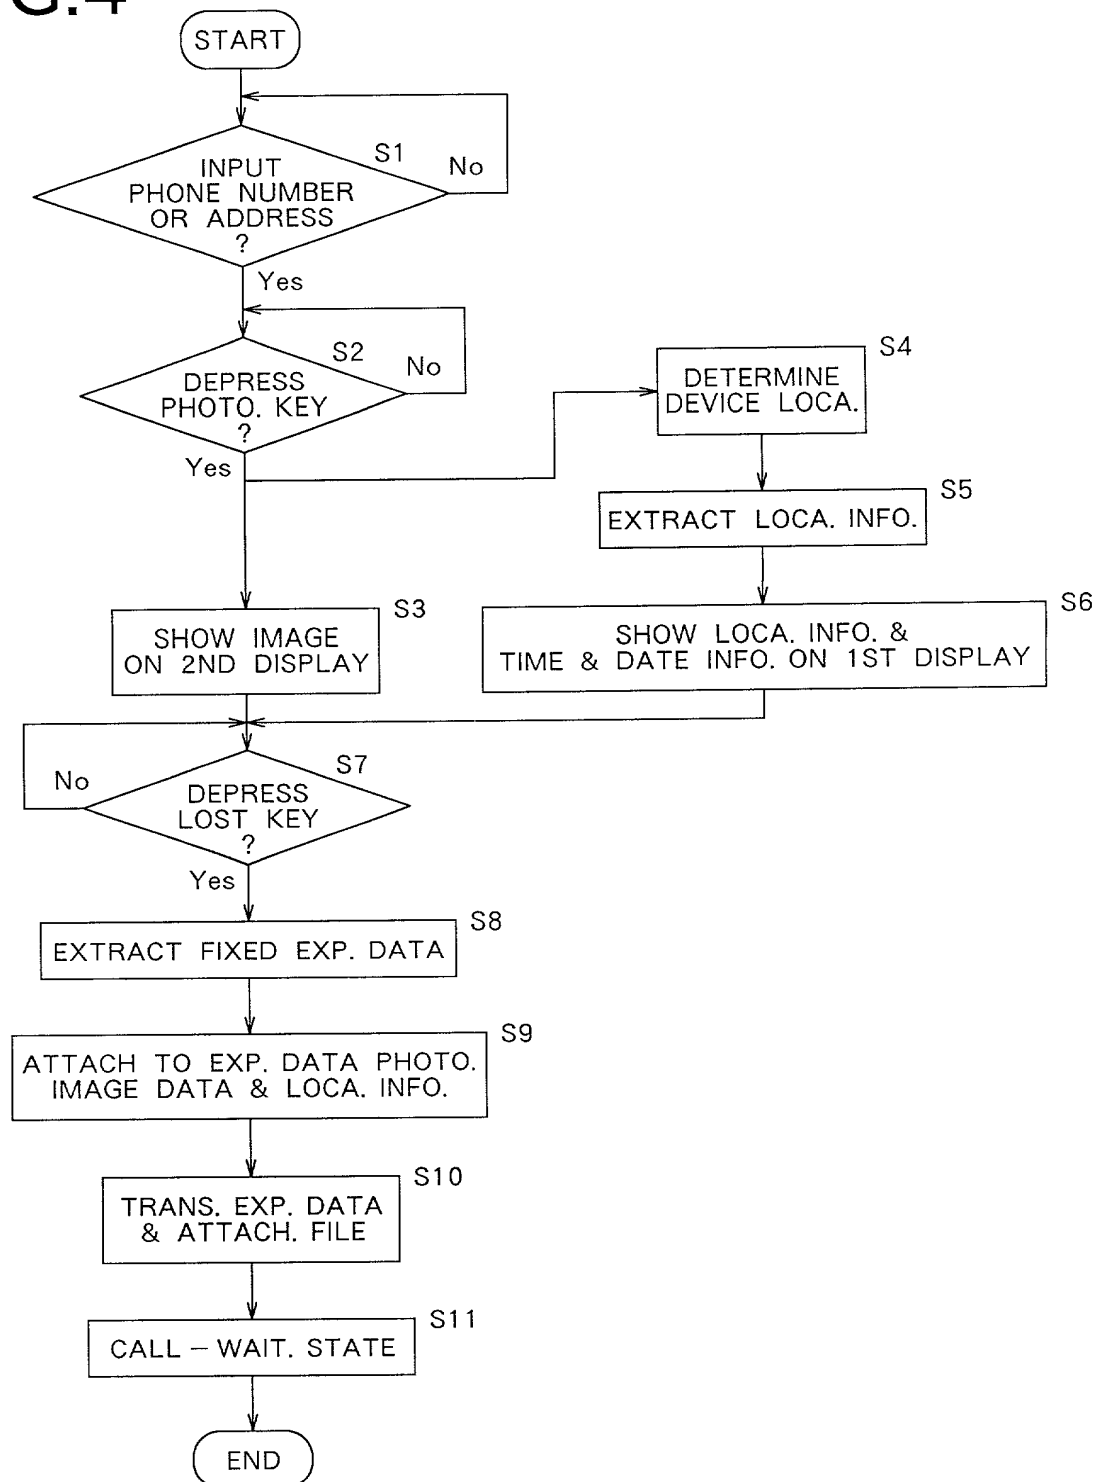 G.4
START
S1
No
INPUT
PHONE NUMBER
OR ADDRESS
?
Yes
S2
No
DEPRESS
PHOTO. KEY
?
Yes
S4
DETERMINE
DEVICE LOCA.
S5
EXTRACT LOCA. INFO.
S3
SHOW IMAGE
ON 2ND DISPLAY
S6
SHOW LOCA. INFO. &
TIME & DATE INFO. ON 1ST DISPLAY
S7
No
DEPRESS
LOST KEY
?
Yes
S8
EXTRACT FIXED EXP. DATA
S9
ATTACH TO EXP. DATA PHOTO.
IMAGE DATA & LOCA. INFO.
S10
TRANS. EXP. DATA
& ATTACH. FILE
S11
CALL – WAIT. STATE
END